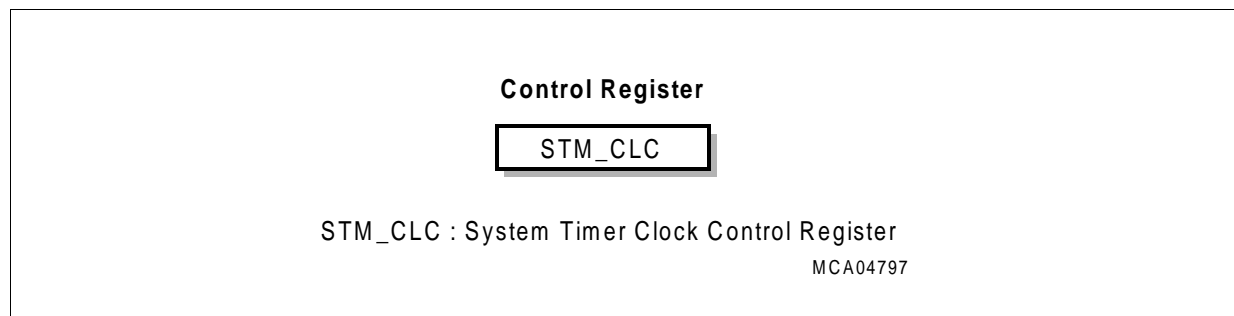 Control Register
STM_CLC
STM_CLC : System Timer Clock Control Register
MCA04797